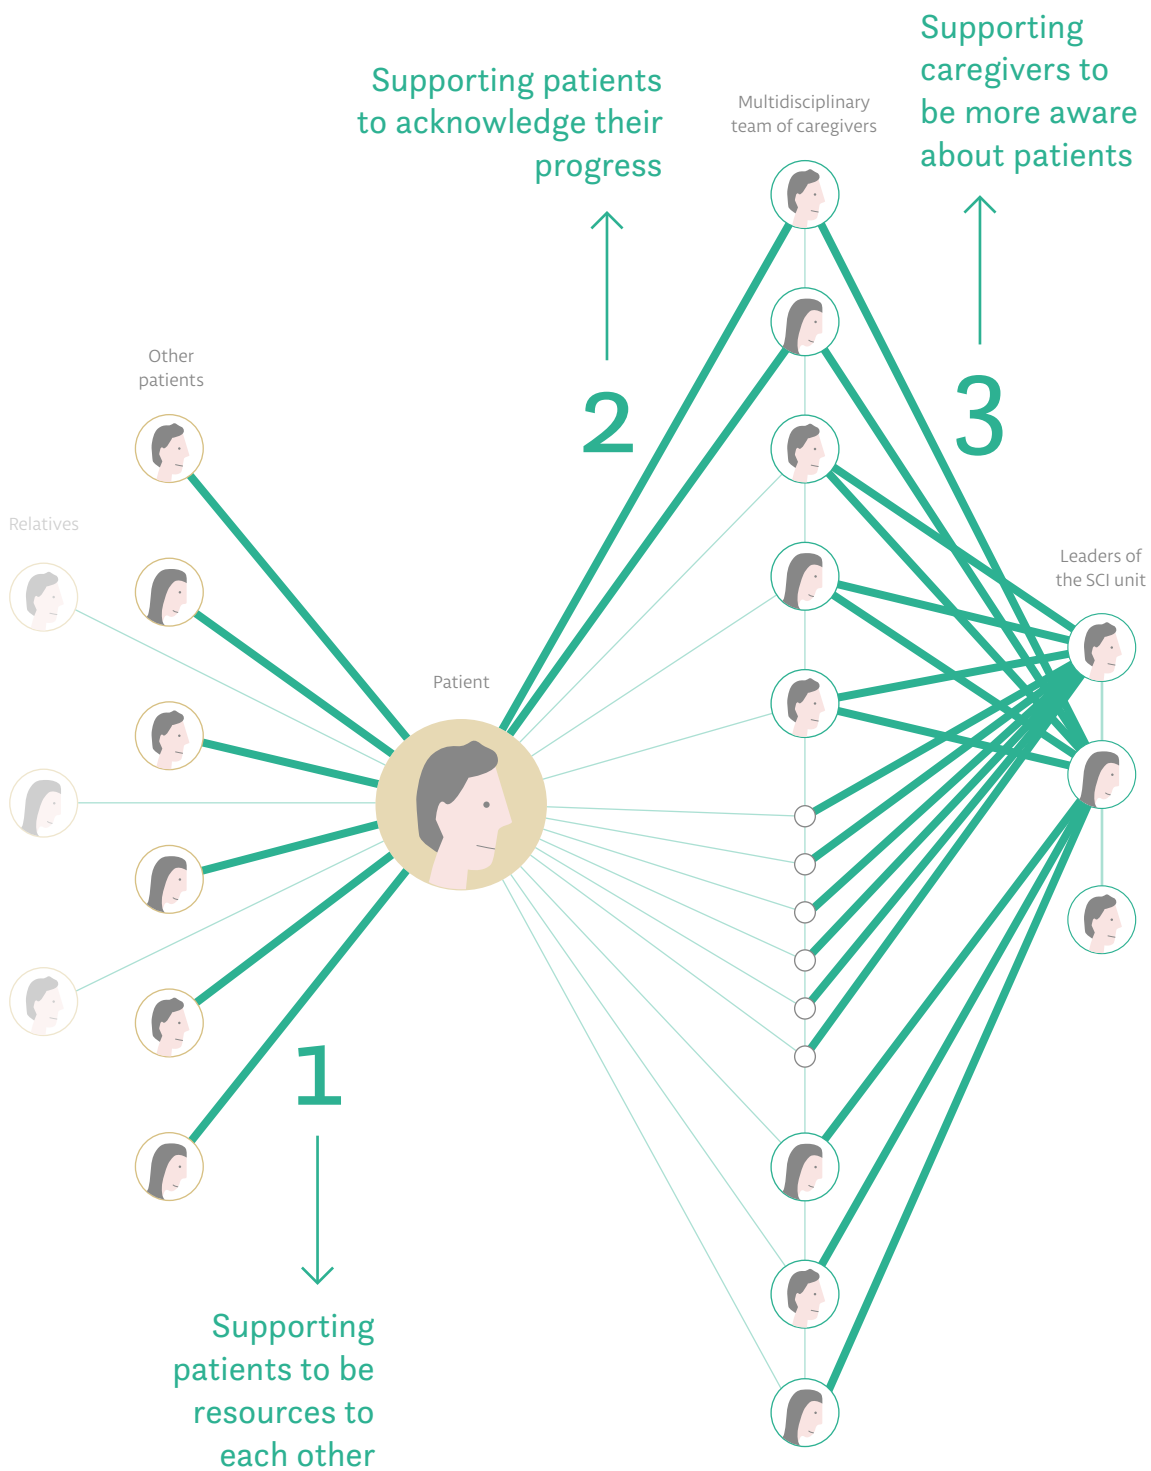 Supporting patients
to acknowledge their
progress
Multidisciplinary
team of caregivers
Supporting
caregivers to
be more aware
about patients
2
3
Other
patients
Relatives
Patient
Leaders of
the SCI unit
1
Supporting
patients to be
resources to
each other